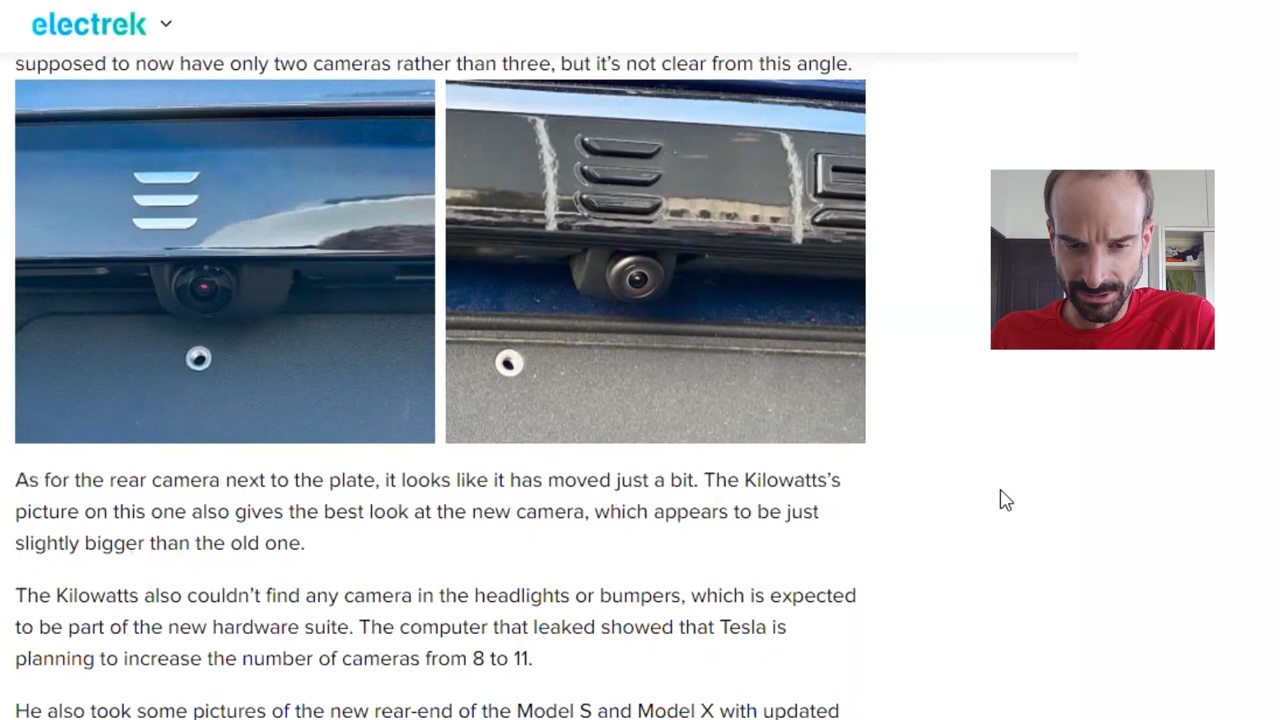 electrek
supposed to now have only two cameras rather than three, but it’s not clear from this angle.
As for the rear camera next to the plate, it looks like it has moved just a bit. The Kilowatts’s
picture on this one also gives the best look at the new camera, which appears to be just
slightly bigger than the old one.
The Kilowatts also couldn’t find any camera in the headlights or bumpers, which is expected
to be part of the new hardware suite. The computer that leaked showed that Tesla is
planning to increase the number of cameras from 8 to 11.
He also took some pictures of the new rear-end of the Model S and Model X with updated